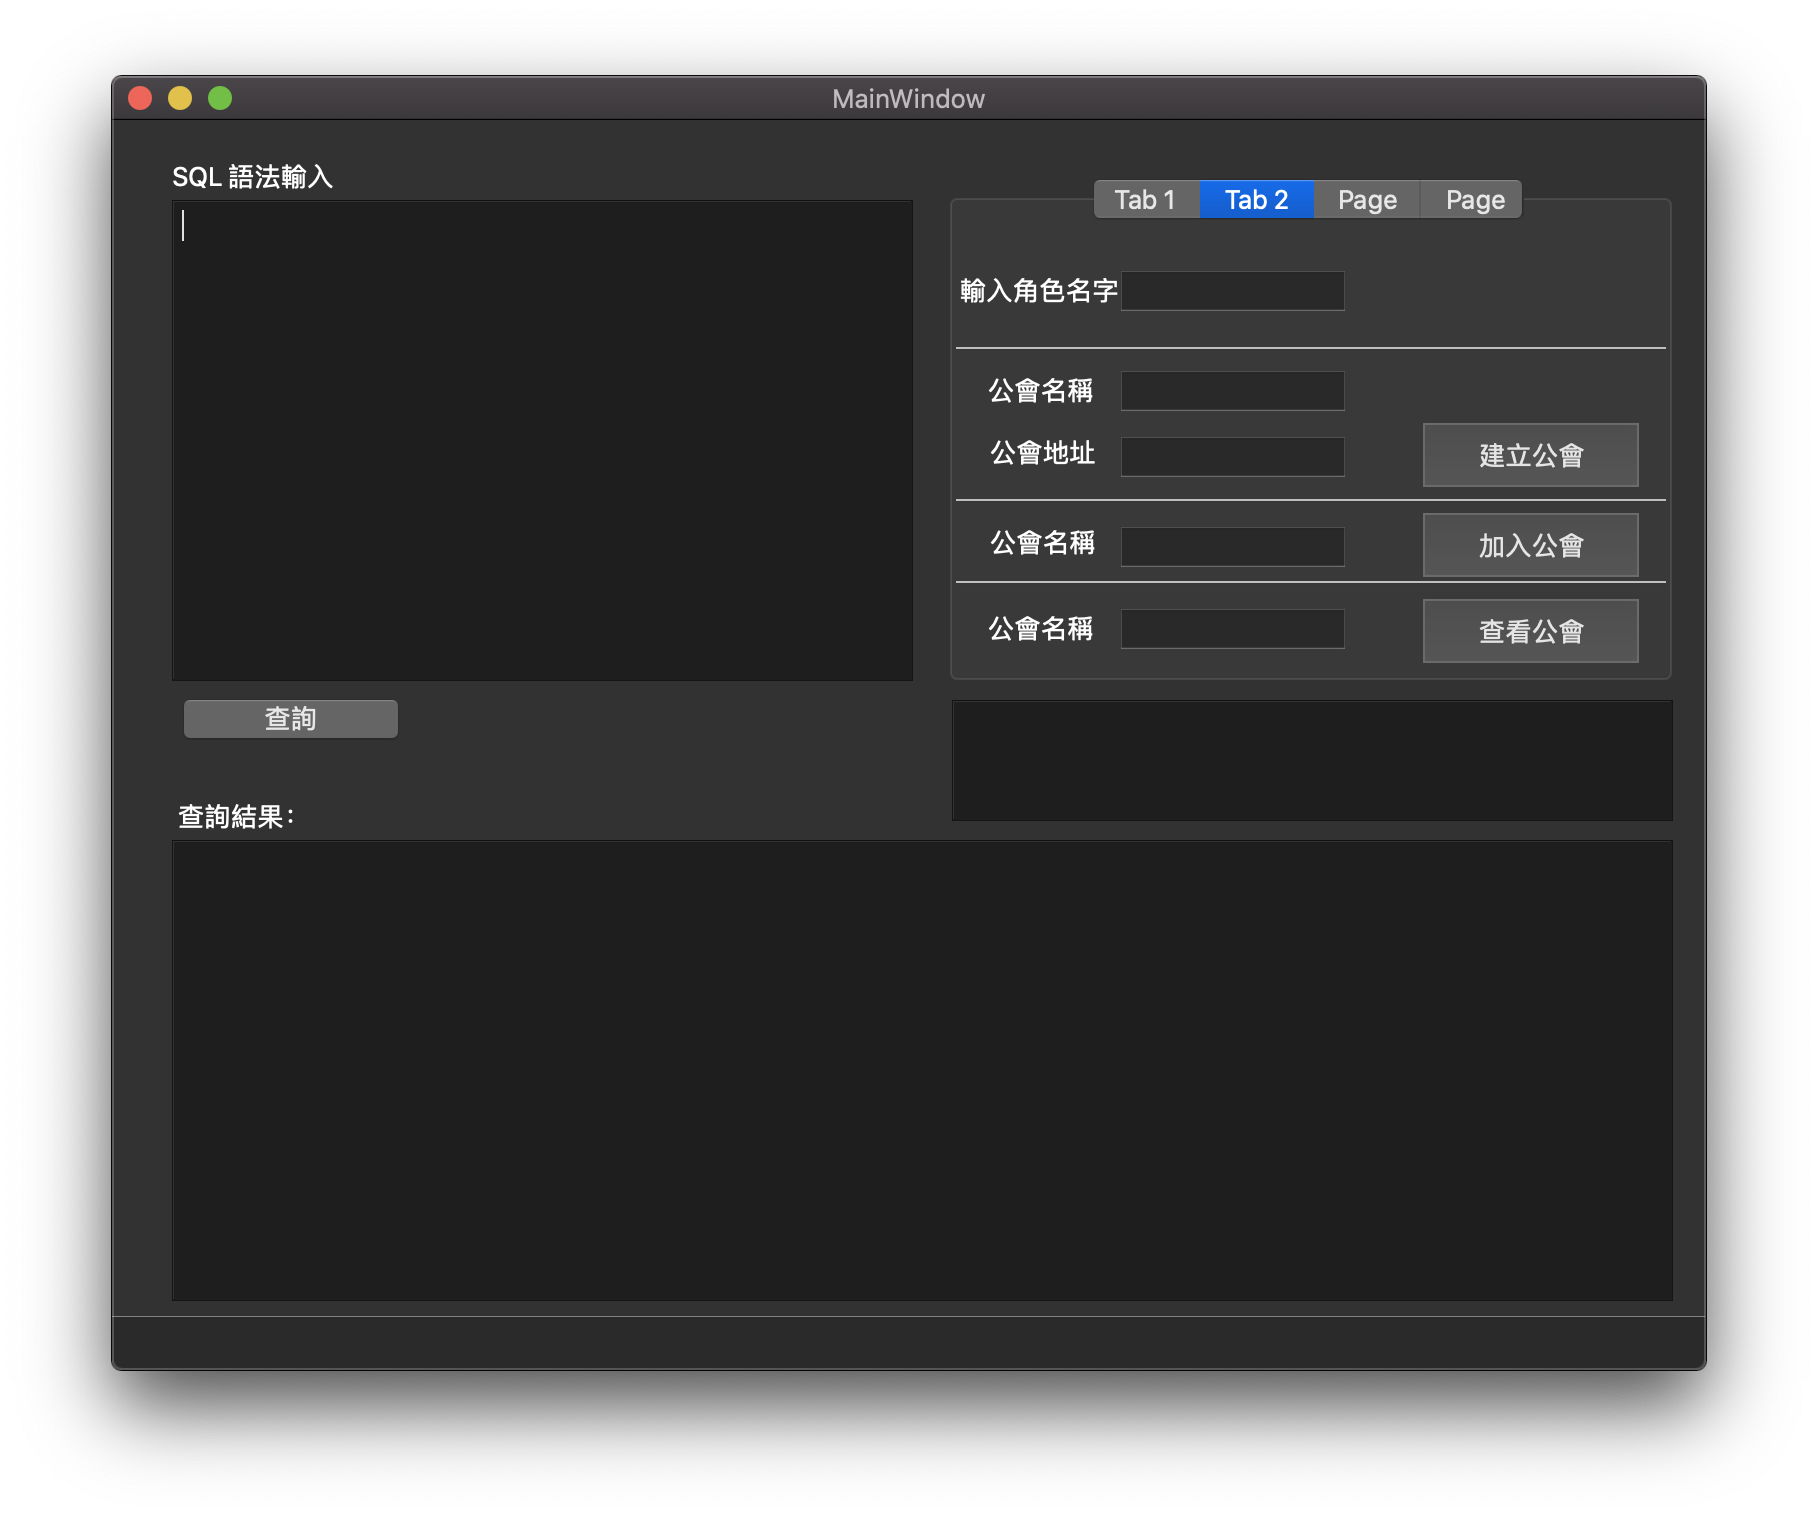 MainWindow
SQL 語法輸入
Tab 1
Tab 2
Page
Page
輸入角色名字
公會名稱
公會地址
建立公會
公會名稱
加入公會
公會名稱
查看公會
查詢
查詢結果：